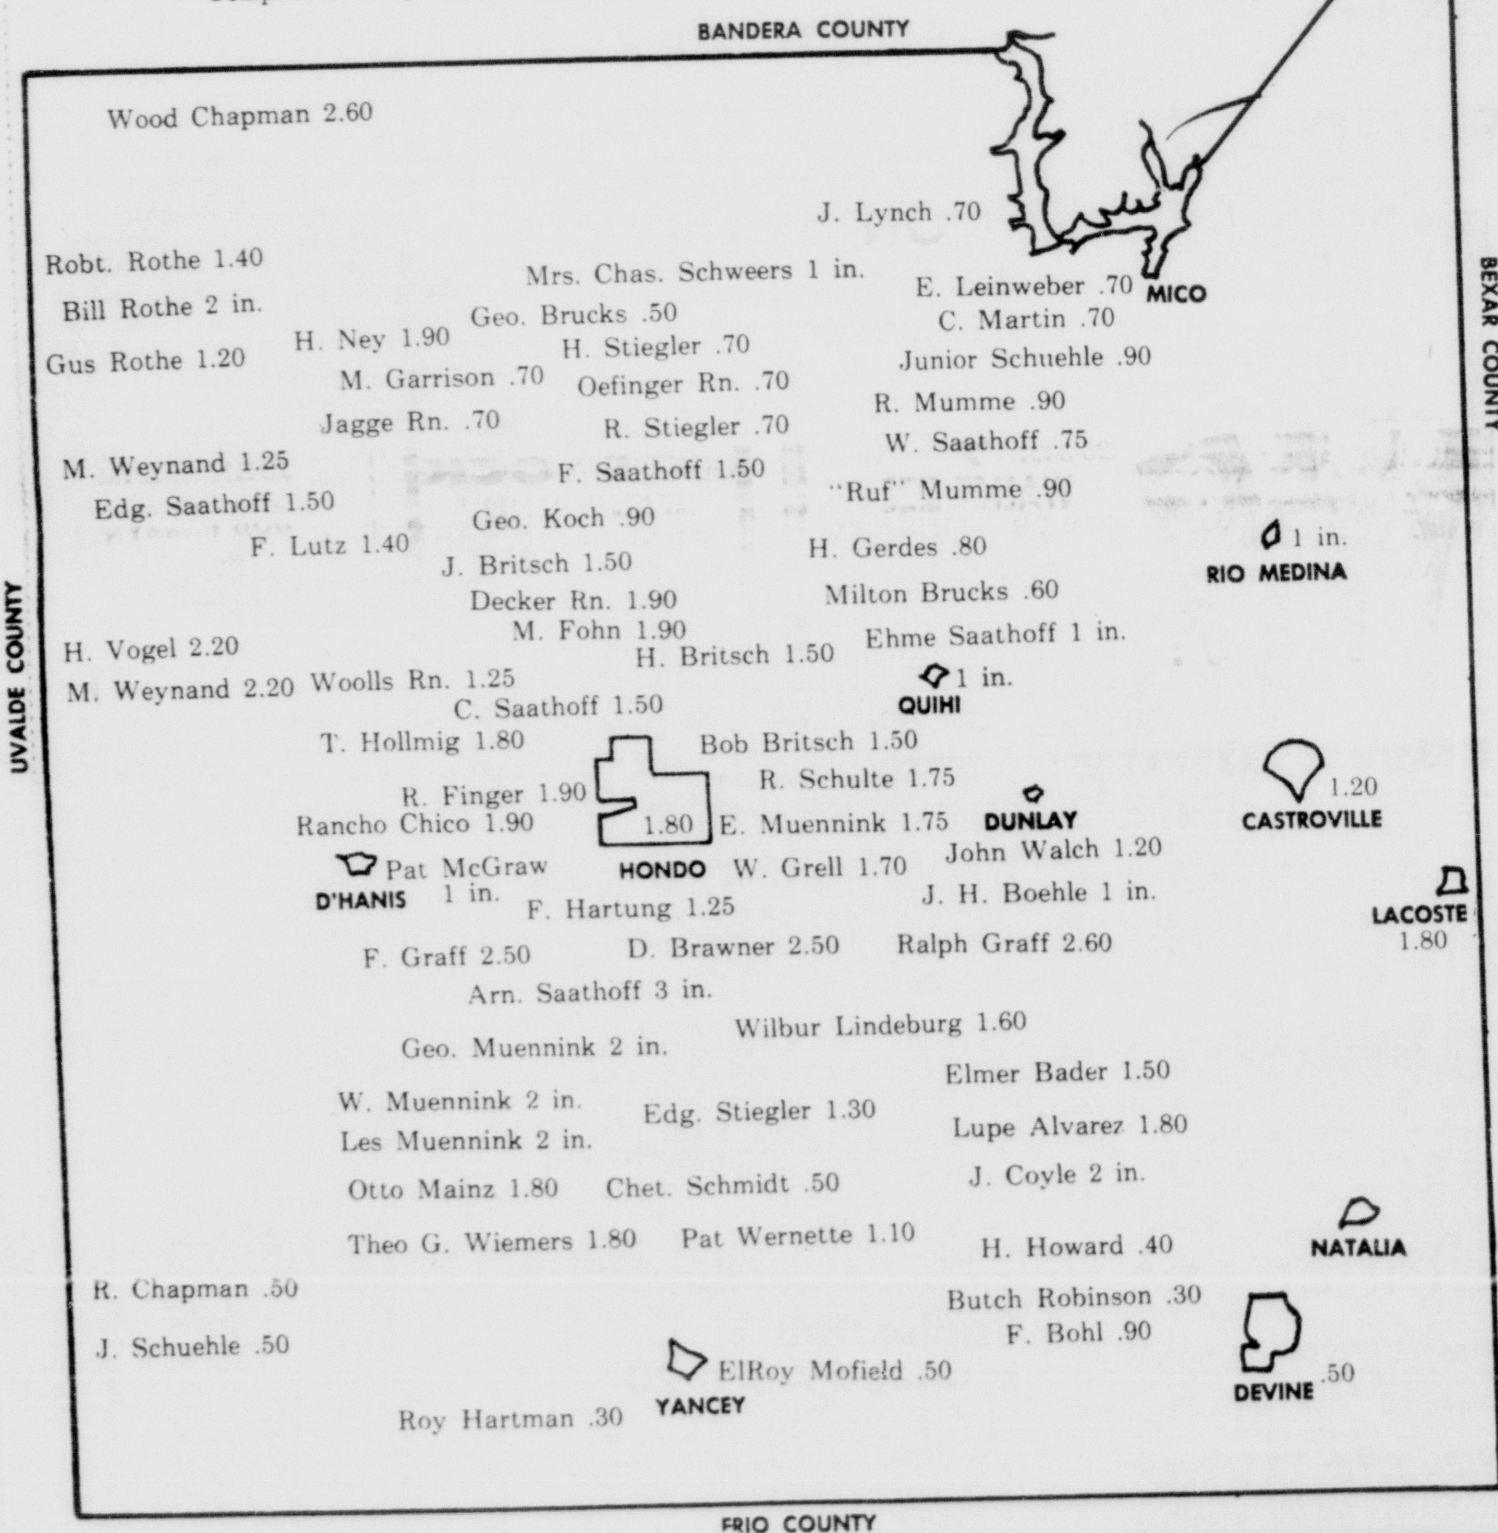 BANDERA COUNTY
Wood Chapman 2.60
J. Lynch .70
Robt. Rothe 1.40
Mrs. Chas. Schweers 1 in.
E. Leinweber .70
MICO
Bill Rothe 2 in.
Geo. Brucks .50
C. Martin .70
H. Ney 1.90
H. Stiegler .70
Gus Rothe 1.20
Junior Schuehle .90
M. Garrison .70
Oefinger Rn. .70
R. Mumme .90
Jagge Rn. .70
R. Stiegler .70
W. Saathoff .75
BEXAR COUNTY
M. Weynand 1.25
F. Saathoff 1.50
"Ruf" Mumme .90
Edg. Saathoff 1.50
Geo. Koch .90
F. Lutz 1.40
H. Gerdes .80
1 in.
RIO MEDINA
J. Britsch 1.50
Decker Rn. 1.90
Milton Brucks .60
M. Fohn 1.90
Ehme Saathoff 1 in.
H. Vogel 2.20
H. Britsch 1.50
UVALDE COUNTY
M. Weynand 2.20
Woolls Rn. 1.25
1 in.
QUIHI
C. Saathoff 1.50
T. Hollmig 1.80
Bob Britsch 1.50
R. Schulte 1.75
R. Finger 1.90
1.20
CASTROVILLE
Rancho Chico 1.90
1.80
HONDO
E. Muennink 1.75
DUNLAY
John Walch 1.20
Pat McGraw
1 in.
D'HANIS
W. Grell 1.70
J. H. Boehle 1 in.
F. Hartung 1.25
LACOSTE
1.80
F. Graff 2.50
D. Brawner 2.50
Ralph Graff 2.60
Arn. Saathoff 3 in.
Wilbur Lindeburg 1.60
Geo. Muennink 2 in.
Elmer Bader 1.50
W. Muennink 2 in.
Edg. Stiegler 1.30
Lupe Alvarez 1.80
Les Muennink 2 in.
Otto Mainz 1.80
Chet. Schmidt .50
J. Coyle 2 in.
Theo G. Wiemers 1.80
Pat Wernette 1.10
H. Howard .40
NATALIA
R. Chapman .50
Butch Robinson .30
J. Schuehle .50
F. Bohl .90
ElRoy Mofield .50
YANCEY
.50
DEVINE
Roy Hartman .30
FRIO COUNTY